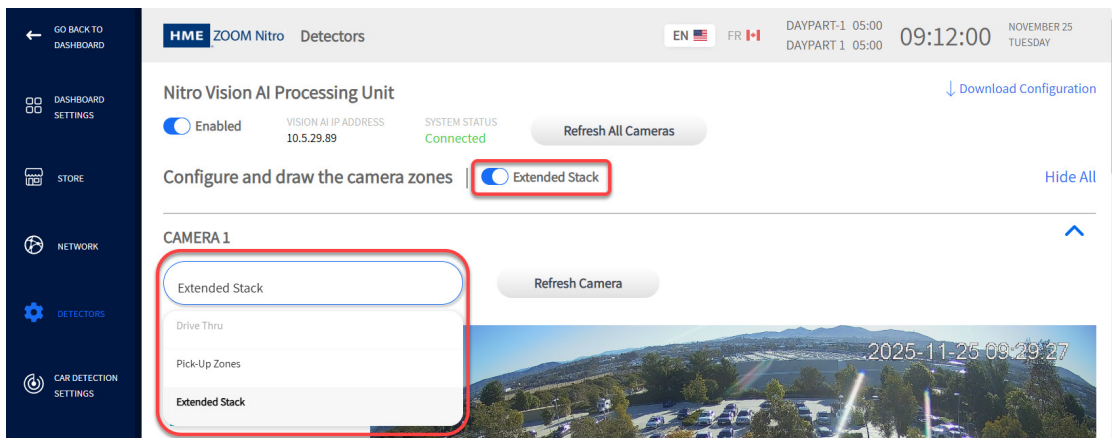 GO BACK TO
DASHBOARD
HME ZOOM Nitro Detectors
EN FR
DAYPART-1 05:00
DAYPART 1 05:00
09:12:00
NOVEMBER 25
TUESDAY
DASHBOARD
SETTINGS
STORE
NETWORK
DETECTORS
CAR DETECTION
SETTINGS
Nitro Vision AI Processing Unit
Download Configuration
Enabled
VISION AI IP ADDRESS
10.5.29.89
SYSTEM STATUS
Connected
Refresh All Cameras
Configure and draw the camera zones
Extended Stack
Hide All
CAMERA 1
Extended Stack
Refresh Camera
Drive Thru
Pick-Up Zones
Extended Stack
2025-11-25 09:29:27